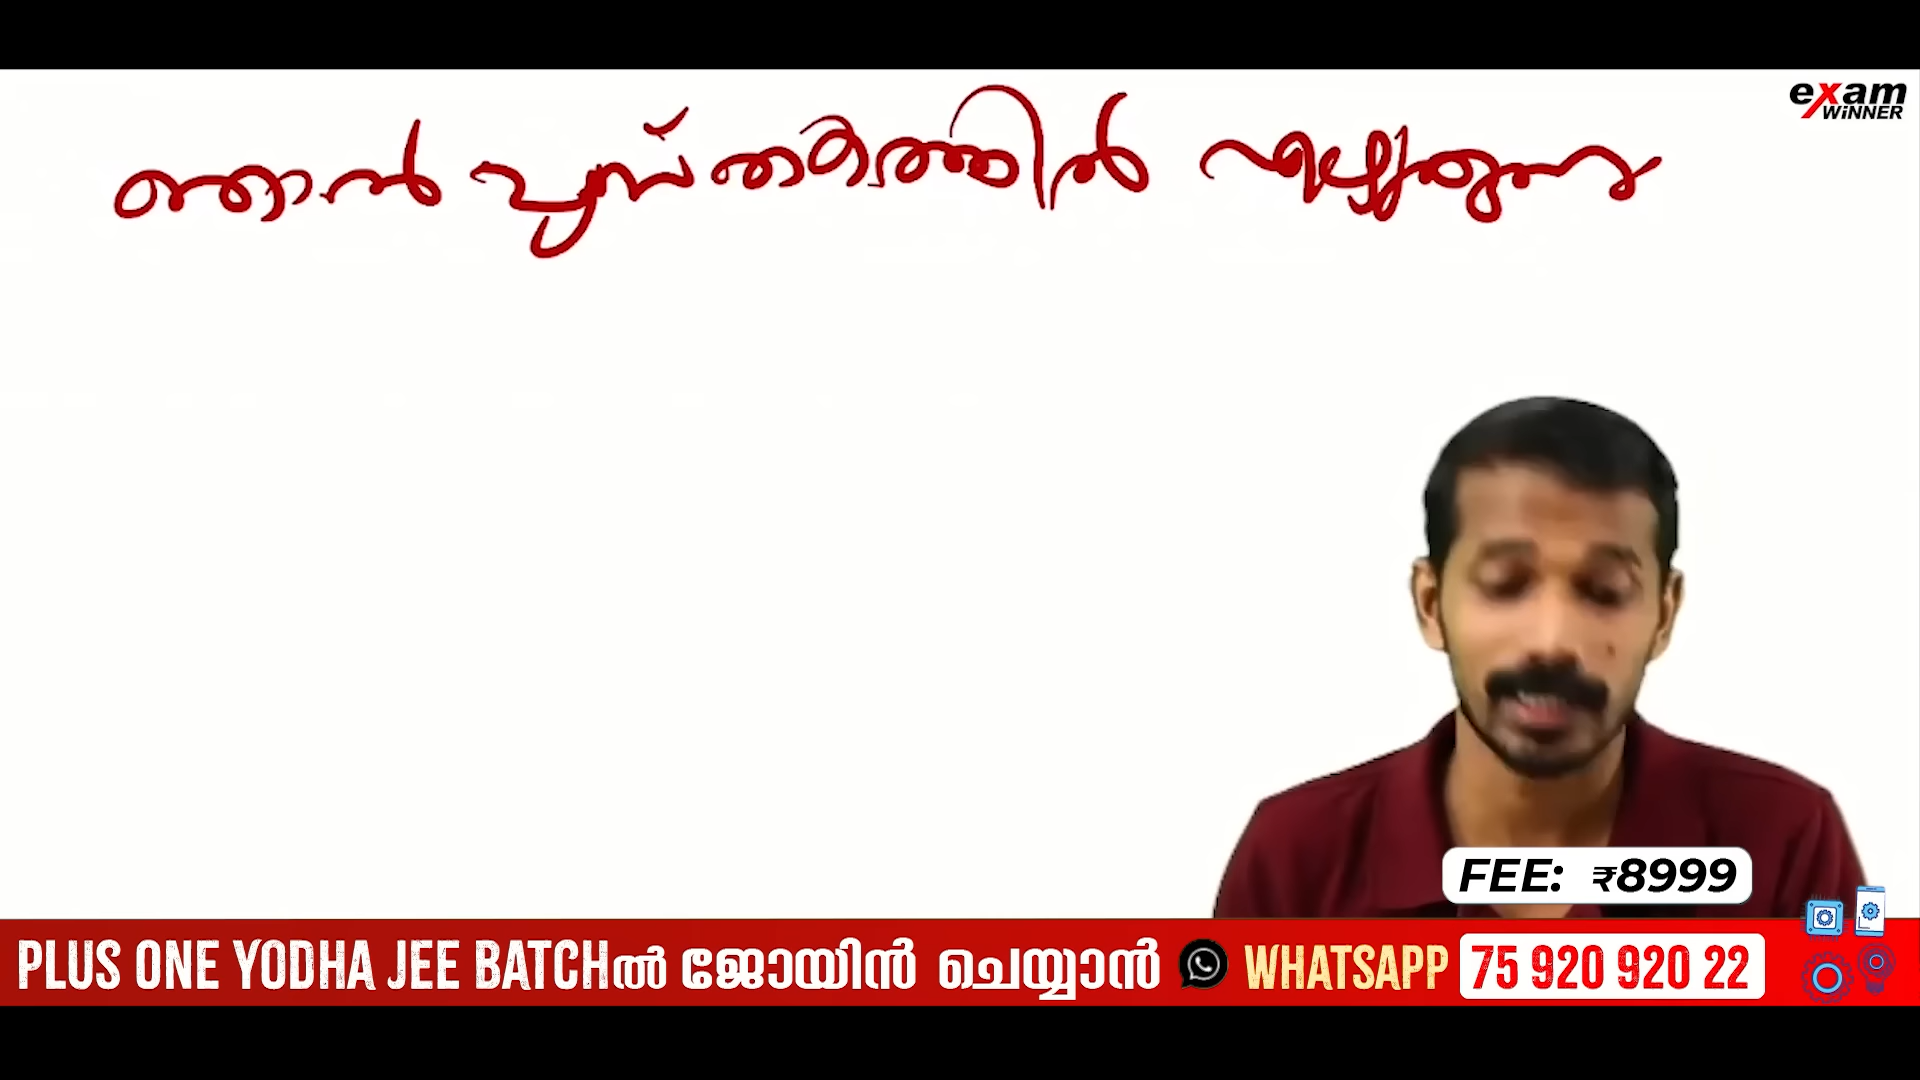 exam
WiNNER
ഞാൻ പുസ്തകത്തിൽ എഴുതുന്നു
FEE: ₹8999
PLUS ONE YODHA JEE BATCHൽ ജോയിൻ ചെയ്യാൻ WHATSAPP 75 920 920 22